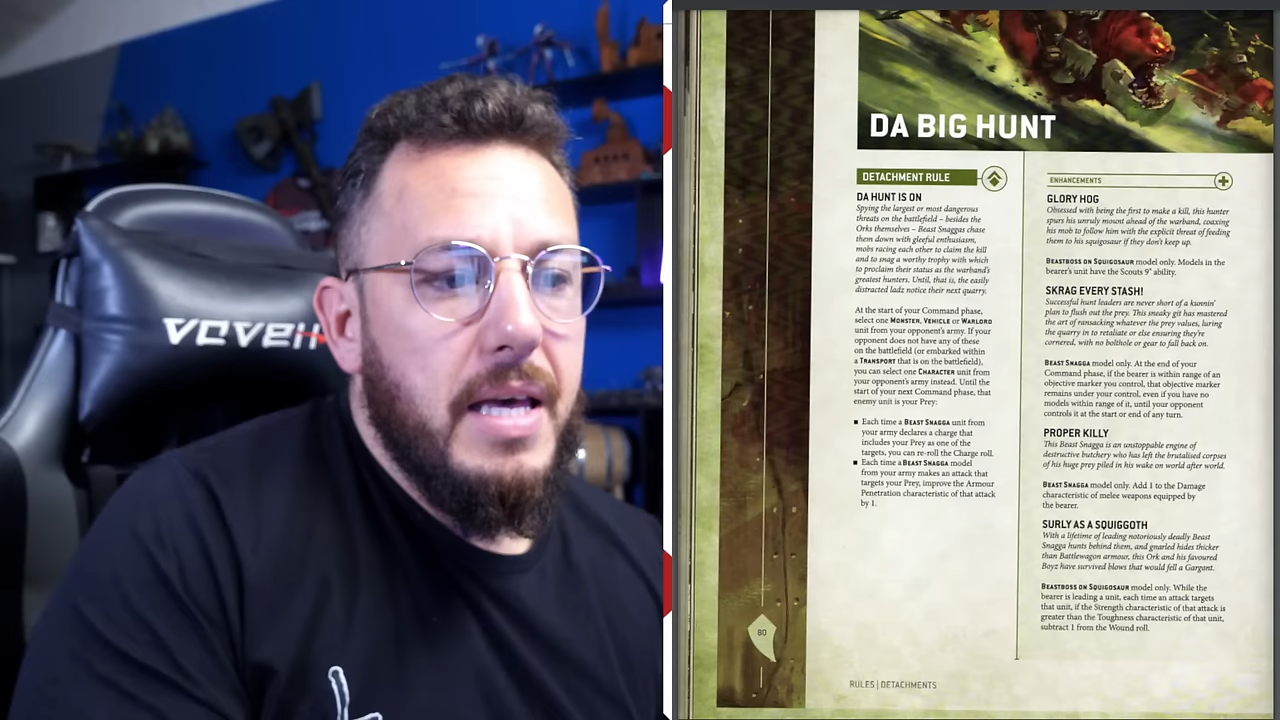 VOVEH
DA BIG HUNT
DETACHMENT RULE
DA HUNT IS ON
Spying the largest or most dangerous
threats on the battlefield – besides the
Orks themselves – Beast Snaggas chase
them down with gleeful enthusiasm,
mobs racing each other to claim the kill
and to snag a worthy trophy with which
to proclaim their status as the warband's
greatest hunters. Until, that is, the easily
distracted ladz notice their next quarry.
At the start of your Command phase,
select one MONSTER, VEHICLE or WARLORD
unit from your opponent's army. If your
opponent does not have any of these
on the battlefield (or embarked within
a TRANSPORT that is on the battlefield),
you can select one CHARACTER unit from
your opponent's army instead. Until the
start of your next Command phase, that
enemy unit is your Prey:
■ Each time a BEAST SNAGGA unit from
your army declares a charge that
includes your Prey as one of the
targets, you can re-roll the Charge roll.
■ Each time a BEAST SNAGGA model
from your army makes an attack that
targets your Prey, improve the Armour
Penetration characteristic of that attack
by 1.
ENHANCEMENTS
GLORY HOG
Obsessed with being the first to make a kill, this hunter
spurs his unruly mount ahead of the warband, coaxing
his mob to follow him with the explicit threat of feeding
them to his squigosaur if they don't keep up.
BEASTBOSS ON SQUIGOSAUR model only. Models in the
bearer's unit have the Scouts 9" ability.
SKRAG EVERY STASH!
Successful hunt leaders are never short of a kunnin'
plan to flush out the prey. This sneaky git has mastered
the art of ransacking whatever the prey values, luring
the quarry in to retaliate or else ensuring they're
cornered, with no bolthole or gear to fall back on.
BEAST SNAGGA model only. At the end of your
Command phase, if the bearer is within range of an
objective marker you control, that objective marker
remains under your control, even if you have no
models within range of it, until your opponent
controls it at the start or end of any turn.
PROPER KILLY
This Beast Snagga is an unstoppable engine of
destructive butchery who has left the brutalised corpses
of his huge prey piled in his wake on world after world.
BEAST SNAGGA model only. Add 1 to the Damage
characteristic of melee weapons equipped by
the bearer.
SURLY AS A SQUIGGOTH
With a lifetime of leading notoriously deadly Beast
Snagga hunts behind them, and gnarled hides thicker
than Battlewagon armour, this Ork and his favoured
Boyz have survived blows that would fell a Gargant.
BEASTBOSS ON SQUIGOSAUR model only. While the
bearer is leading a unit, each time an attack targets
that unit, if the Strength characteristic of that attack is
greater than the Toughness characteristic of that unit,
subtract 1 from the Wound roll.
80
RULES | DETACHMENTS